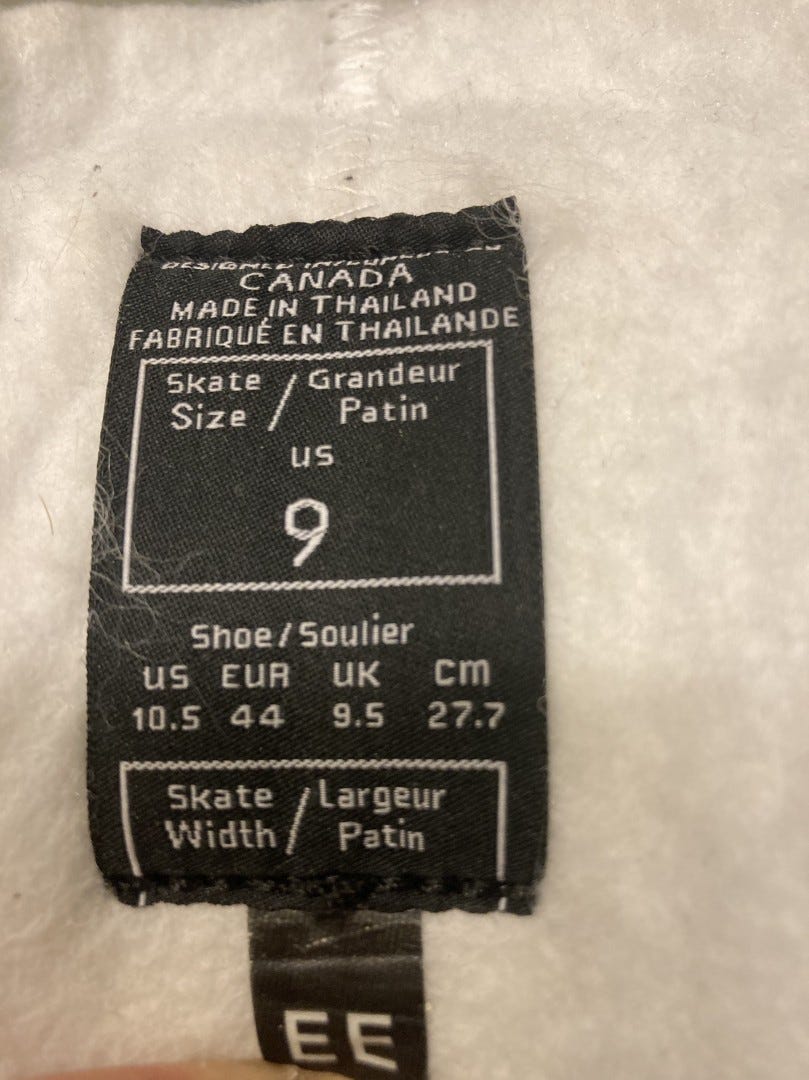 CANADA
MADE IN THAILAND
FABRIQUÉ EN THAILANDE
Skate Size / Grandeur Patin
US
9
Shoe/Soulier
US EUR UK cm
10.5 44 9.5 27.7
Skate Width / Largeur Patin
EE